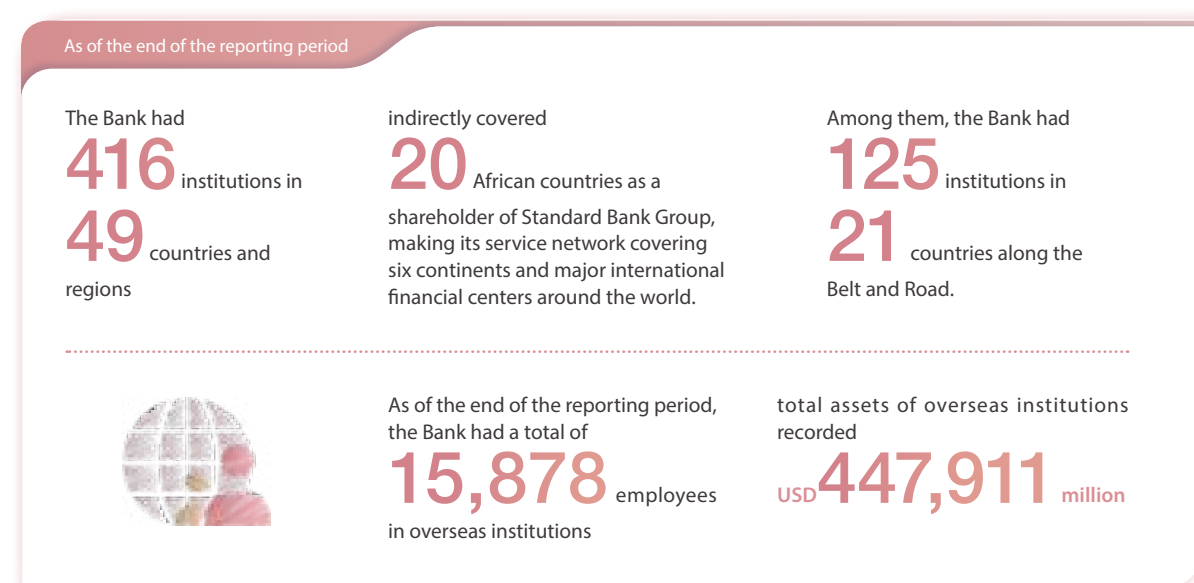 As of the end of the reporting period
The Bank had
416 institutions in
49 countries and
regions
indirectly covered
20 African countries as a
shareholder of Standard Bank Group,
making its service network covering
six continents and major international
financial centers around the world.
Among them, the Bank had
125 institutions in
21 countries along the
Belt and Road.
As of the end of the reporting period,
the Bank had a total of
15,878 employees
in overseas institutions
total assets of overseas institutions
recorded
USD447,911 million